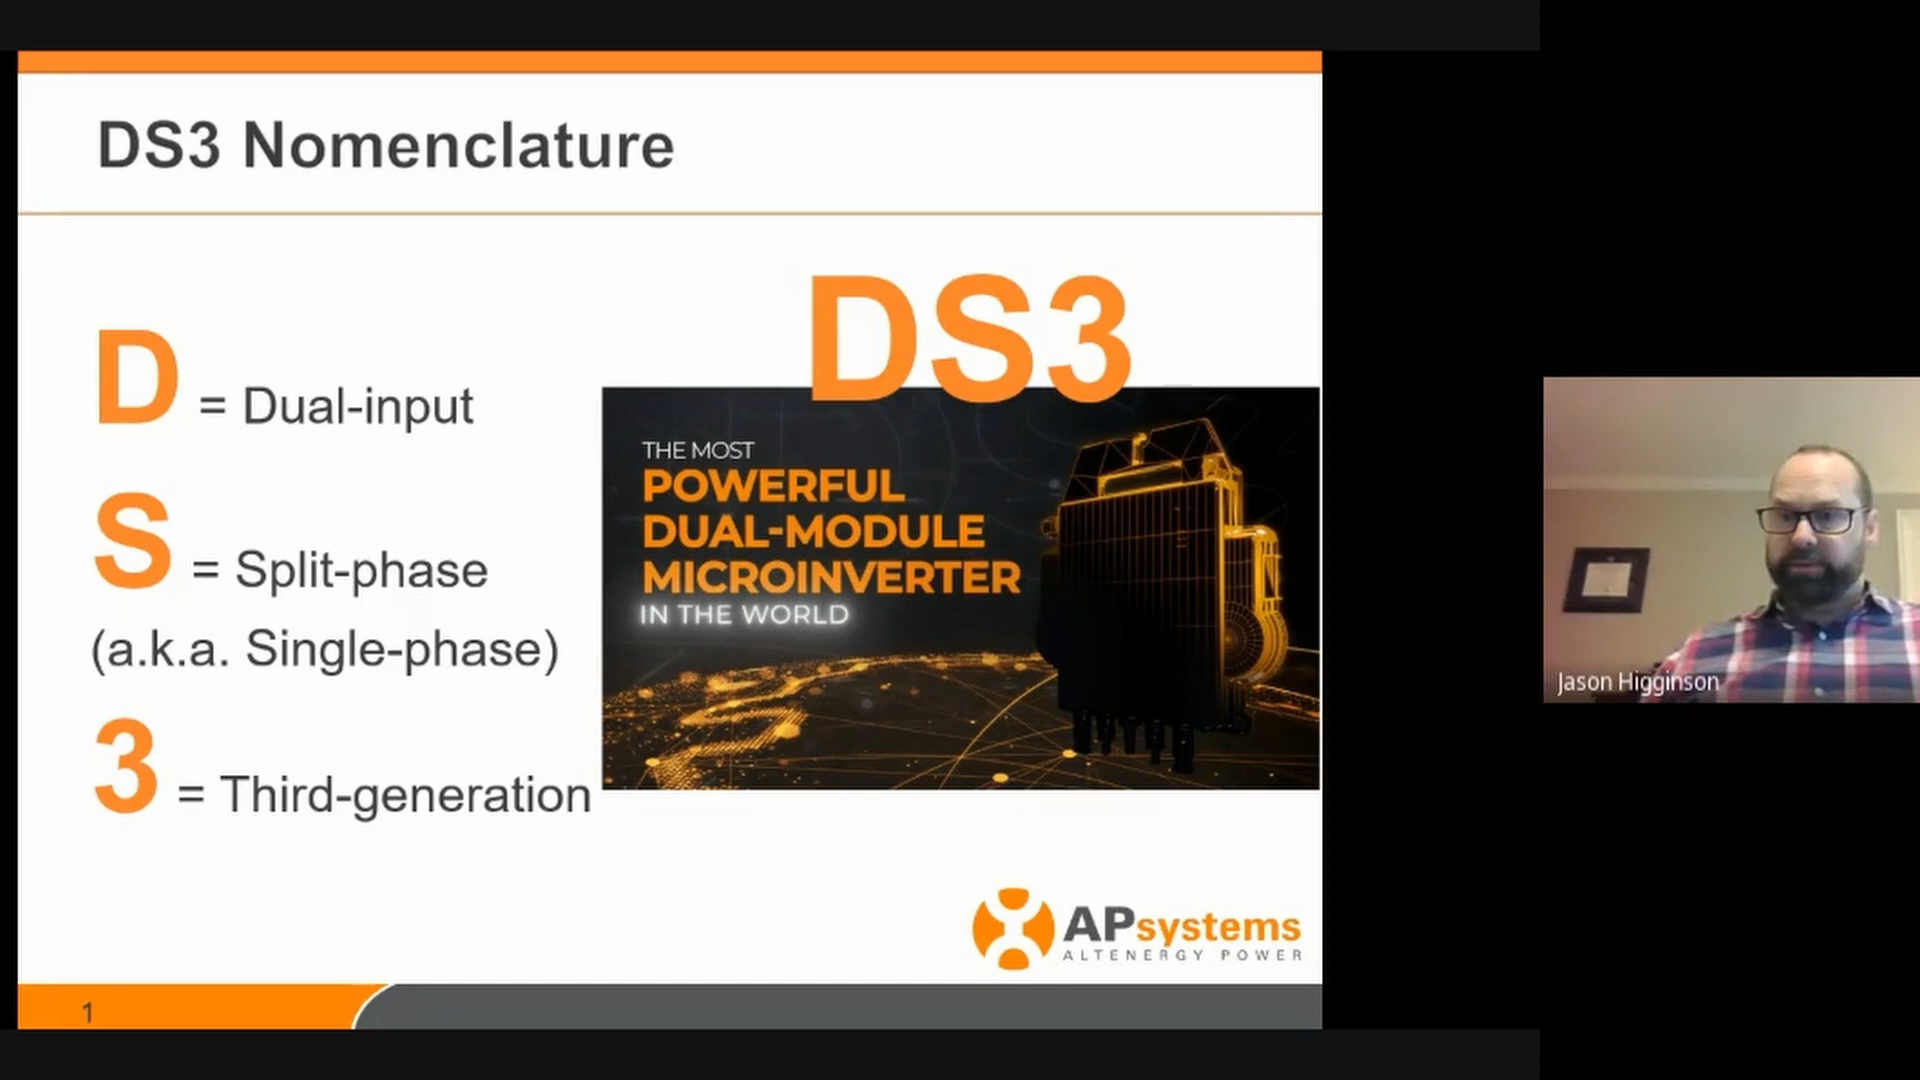 DS3 Nomenclature
D = Dual-input
S = Split-phase
(a.k.a. Single-phase)
3 = Third-generation
DS3
THE MOST
POWERFUL
DUAL-MODULE
MICROINVERTER
IN THE WORLD
APsystems
ALTENERGY POWER
1
Jason Higginson